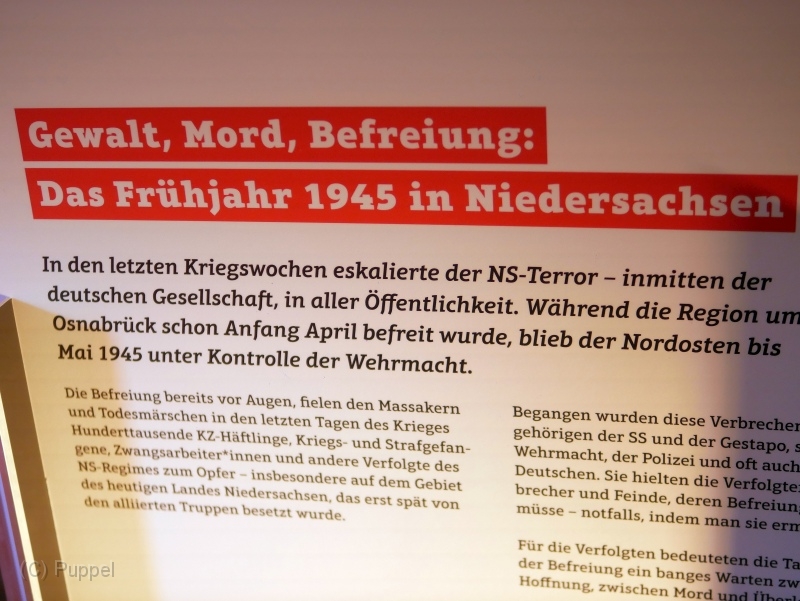 Gewalt, Mord, Befreiung:
Das Frühjahr 1945 in Niedersachsen
In den letzten Kriegswochen eskalierte der NS-Terror – inmitten der
deutschen Gesellschaft, in aller Öffentlichkeit. Während die Region um
Osnabrück schon Anfang April befreit wurde, blieb der Nordosten bis
Mai 1945 unter Kontrolle der Wehrmacht.
Die Befreiung bereits vor Augen, fielen den Massakern
und Todesmärschen in den letzten Tagen des Krieges
Hunderttausende KZ-Häftlinge, Kriegs- und Strafgefan-
gene, Zwangsarbeiter*innen und andere Verfolgte des
NS-Regimes zum Opfer – insbesondere auf dem Gebiet
des heutigen Landes Niedersachsen, das erst spät von
den alliierten Truppen besetzt wurde.
Begangen wurden diese Verbrechen
gehörigen der SS und der Gestapo, s
Wehrmacht, der Polizei und oft auch
Deutschen. Sie hielten die Verfolgte
brecher und Feinde, deren Befreiung
müsse – notfalls, indem man sie erm
Für die Verfolgten bedeuteten die Ta
der Befreiung ein banges Warten zw
Hoffnung, zwischen Mord und Überl
(C) Puppel